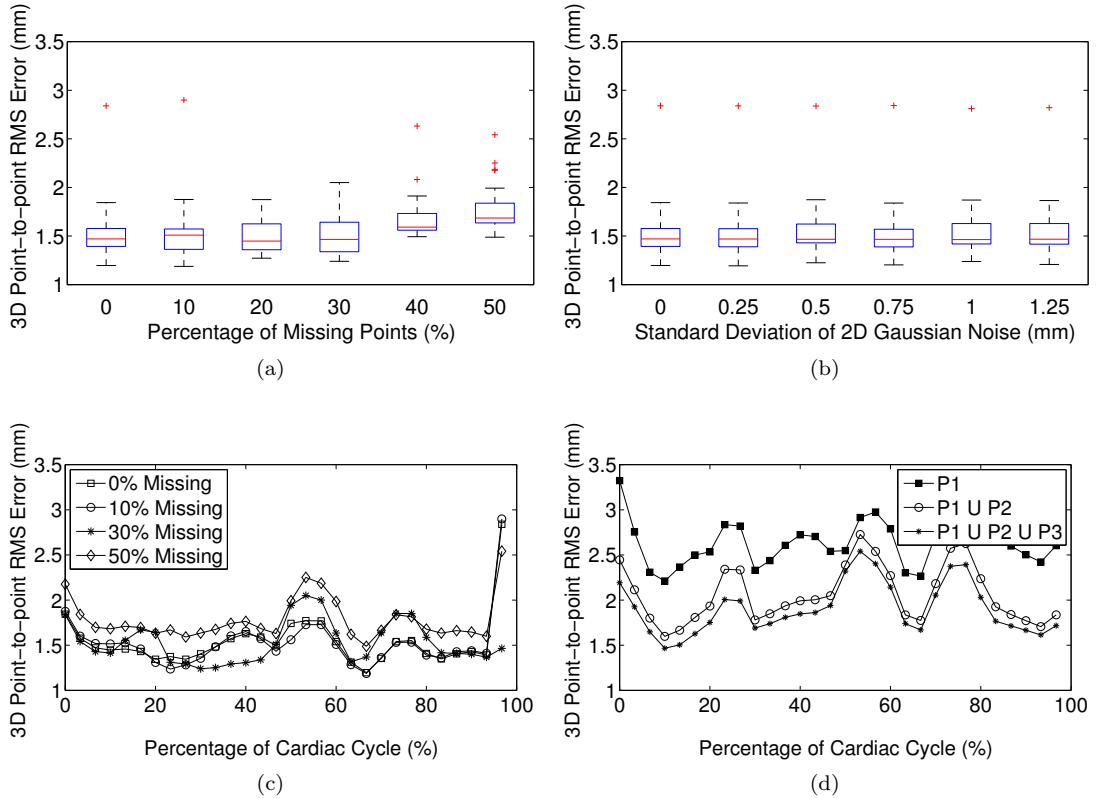 3.5
3
2.5
2
1.5
1
3D Point-to-point RMS Error (mm)
0 10 20 30 40 50
Percentage of Missing Points (%)
(a)
3.5
3
2.5
2
1.5
1
3D Point-to-point RMS Error (mm)
0 0.25 0.5 0.75 1 1.25
Standard Deviation of 2D Gaussian Noise (mm)
(b)
3.5
3
2.5
2
1.5
1
3D Point-to-point RMS Error (mm)
0% Missing
10% Missing
30% Missing
50% Missing
0 20 40 60 80 100
Percentage of Cardiac Cycle (%)
(c)
3.5
3
2.5
2
1.5
1
3D Point-to-point RMS Error (mm)
P1
P1 U P2
P1 U P2 U P3
0 20 40 60 80 100
Percentage of Cardiac Cycle (%)
(d)